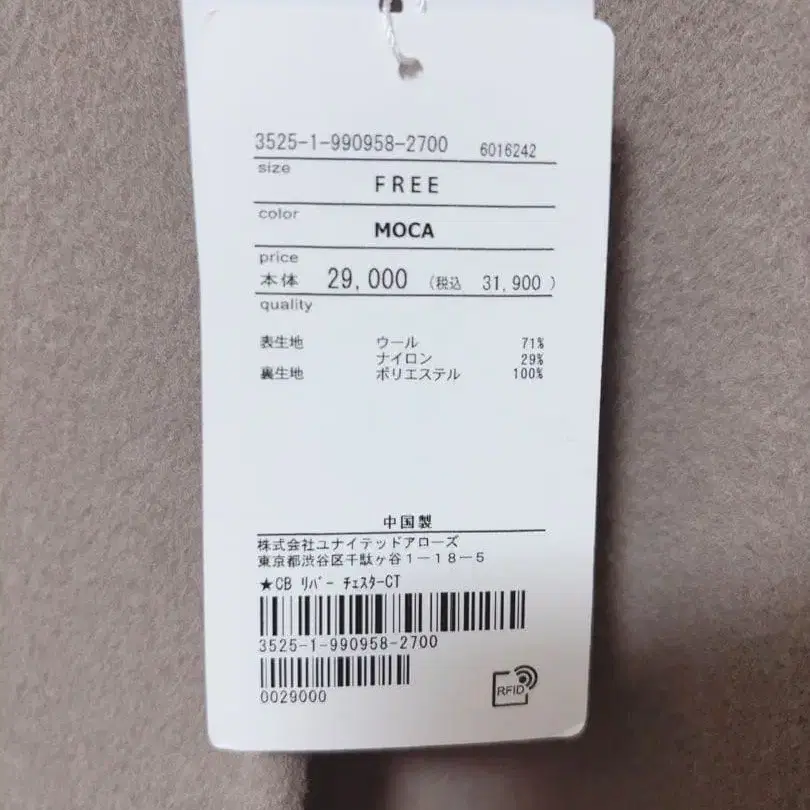 3525-1-990958-2700 6016242
size
FREE
color
MOCA
price
本体 29,000 (税込 31,900)
quality
表生地 ウール 71%
ナイロン 29%
裏生地 ポリエステル 100%
中国製
株式会社ユナイテッドアローズ
東京都渋谷区千駄ヶ谷1-18-5
★CB リバー チェスターCT
3525-1-990958-2700
0029000
RFID